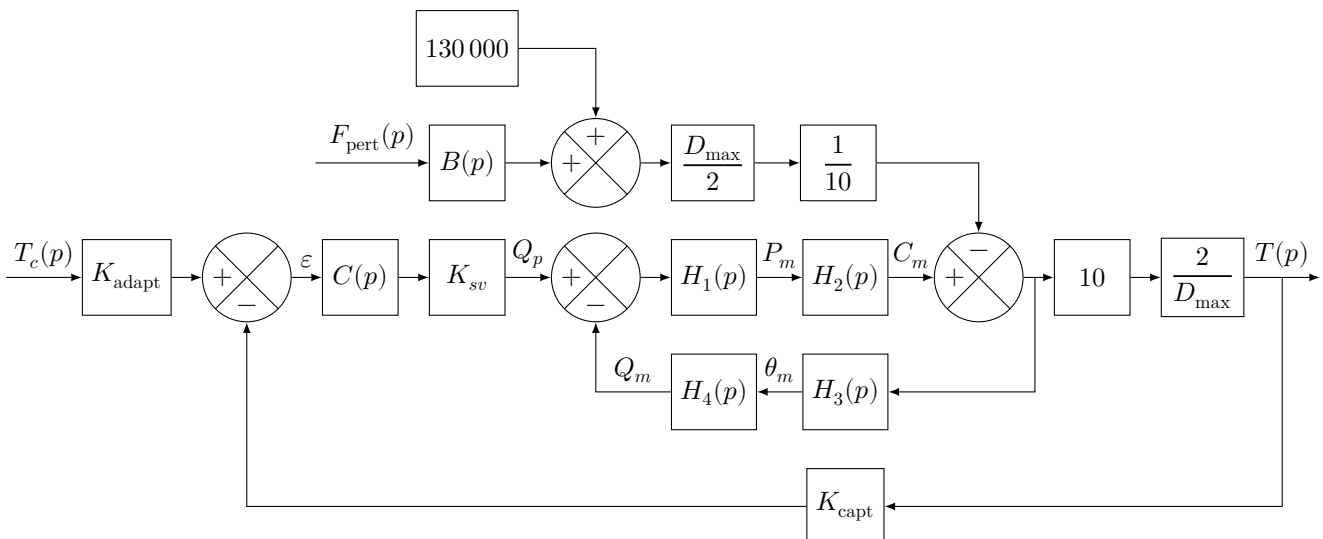 130 000
F_pert(p)
B(p)
+
+
D_max
2
1
10
T_c(p)
K_adapt
+
−
ε
C(p)
K_sv
Q_p
+
−
H_1(p)
P_m
H_2(p)
C_m
−
+
10
2
D_max
T(p)
Q_m
H_4(p)
θ_m
H_3(p)
K_capt